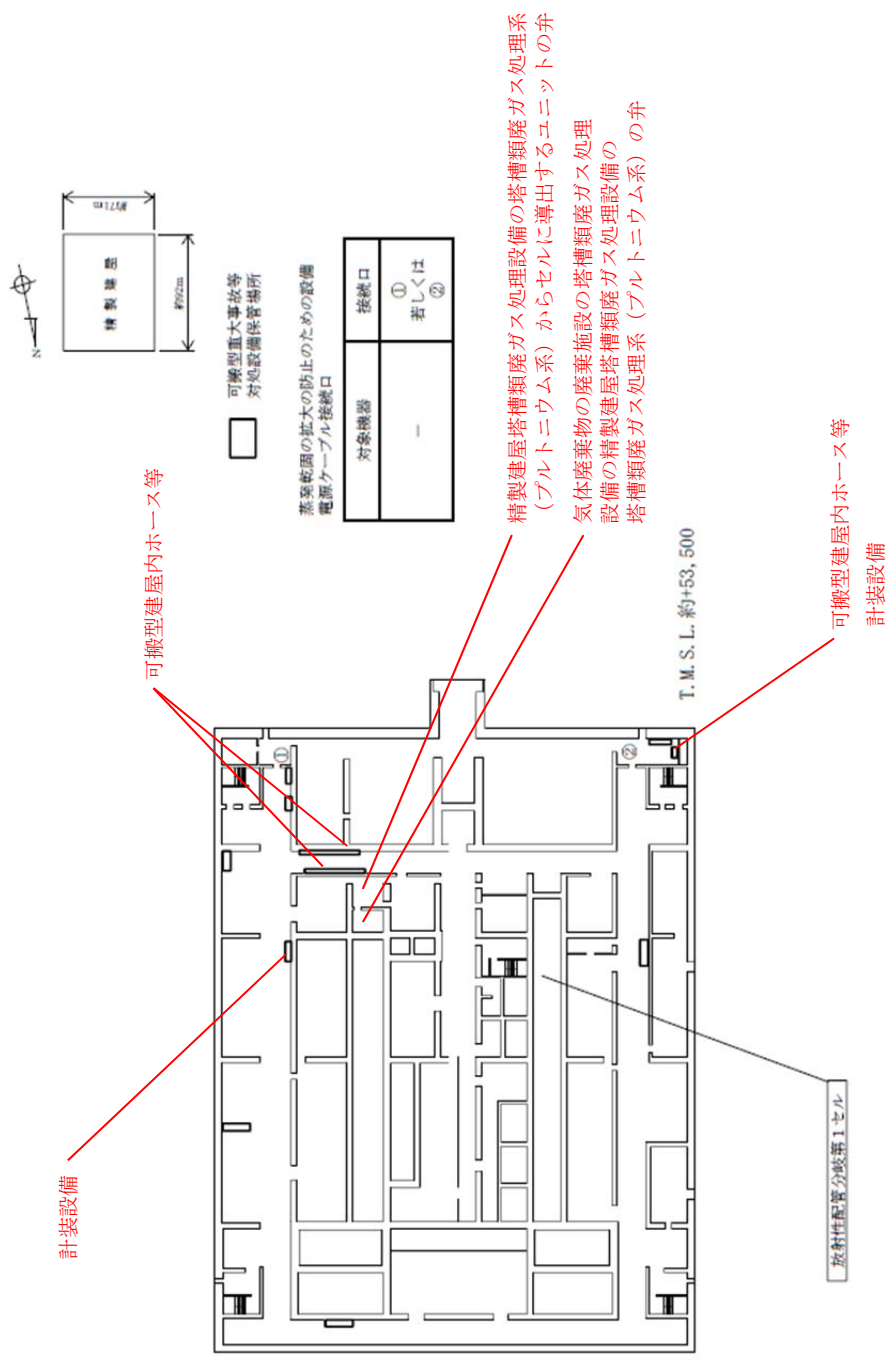 計装設備
可搬型建屋内ホース等
N
精製建屋
約71m
約92m
可搬型重大事故等
対処設備保管場所
蒸発乾固の拡大の防止のための設備
電源ケーブル接続口
対象機器
接続口
－
①
若しくは
②
精製建屋塔槽類廃ガス処理設備の塔槽類廃ガス処理系
（プルトニウム系）からセルに導出するユニットの弁
気体廃棄物の廃棄施設の塔槽類廃ガス処理
設備の精製建屋塔槽類廃ガス処理設備の
塔槽類廃ガス処理系（プルトニウム系）の弁
①
②
T.M.S.L.約+53,500
可搬型建屋内ホース等
計装設備
放射性配管分岐第１セル